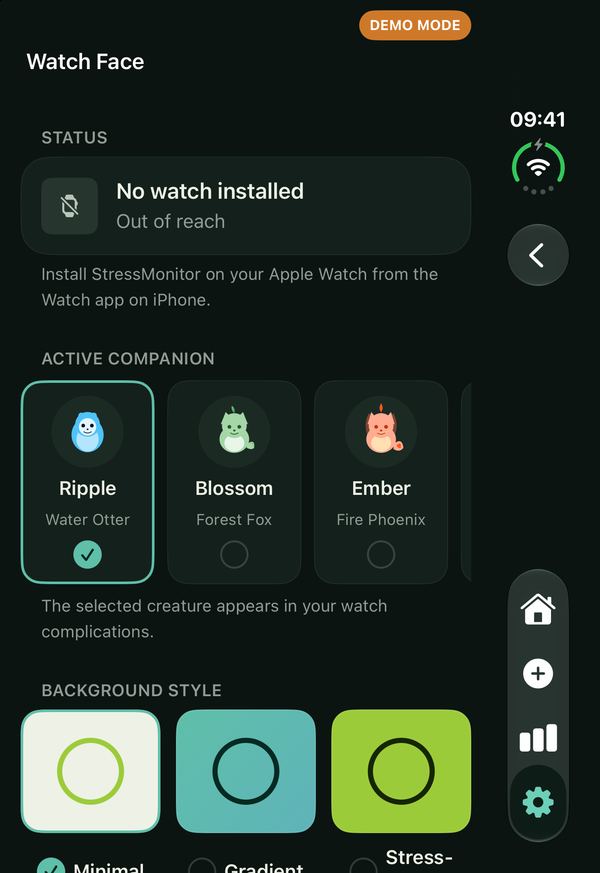 DEMO MODE
Watch Face
09:41
STATUS
No watch installed
Out of reach
Install StressMonitor on your Apple Watch from the
Watch app on iPhone.
ACTIVE COMPANION
Ripple
Water Otter
Blossom
Forest Fox
Ember
Fire Phoenix
The selected creature appears in your watch
complications.
BACKGROUND STYLE
Minimal
Gradient
Stress-